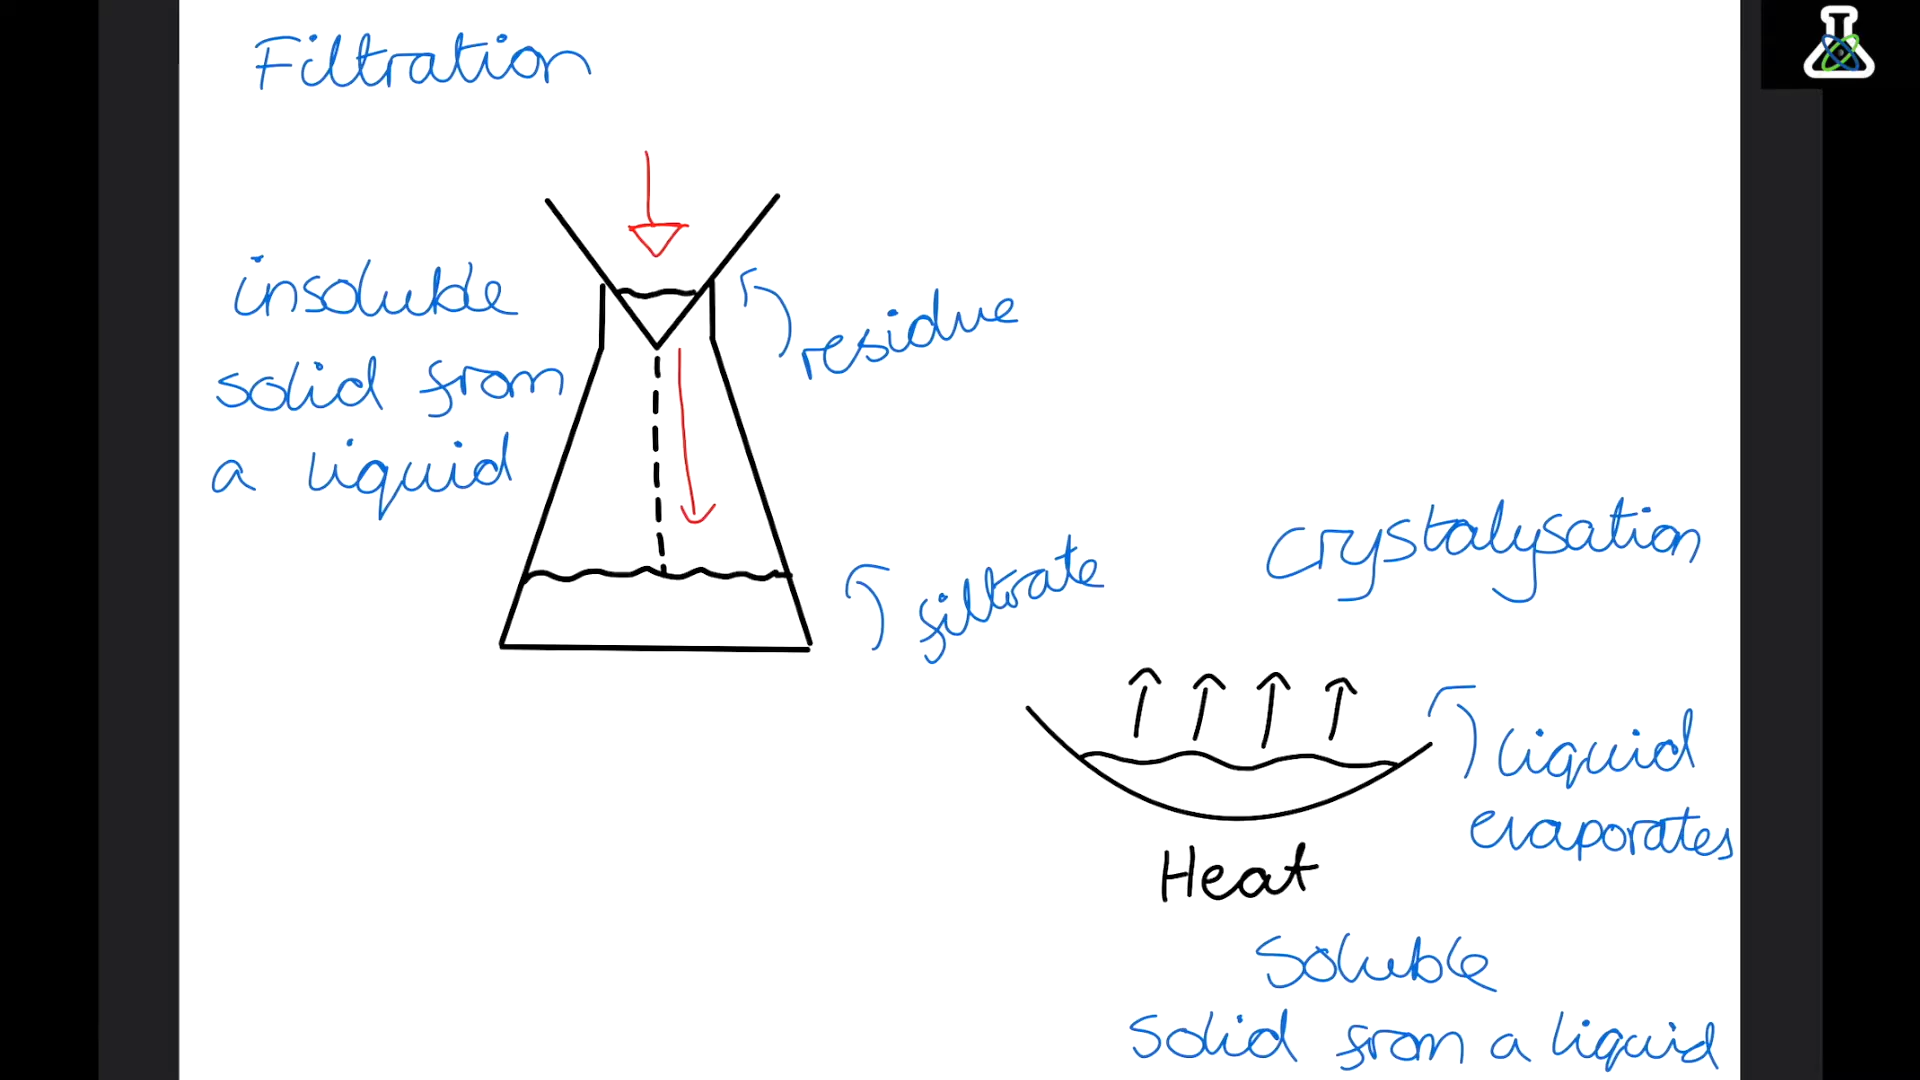 Filtration
insoluble
solid from
a liquid
residue
filtrate
crystalysation
liquid
evaporates
Heat
Soluble
Solid from a liquid